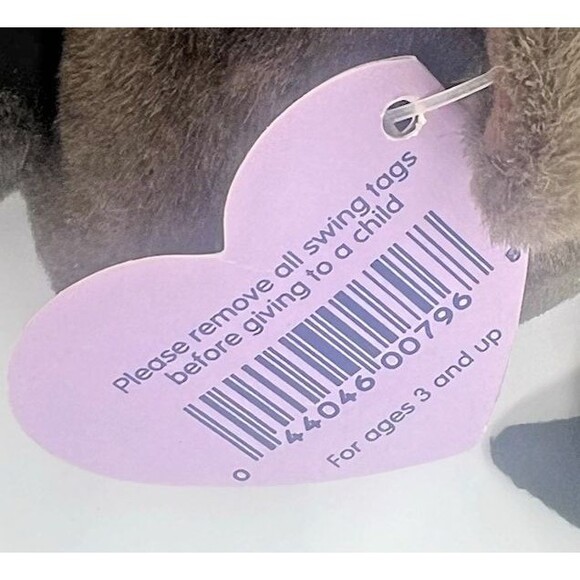 Please remove all swing tags
before giving to a child
0 44046 00796
For ages 3 and up